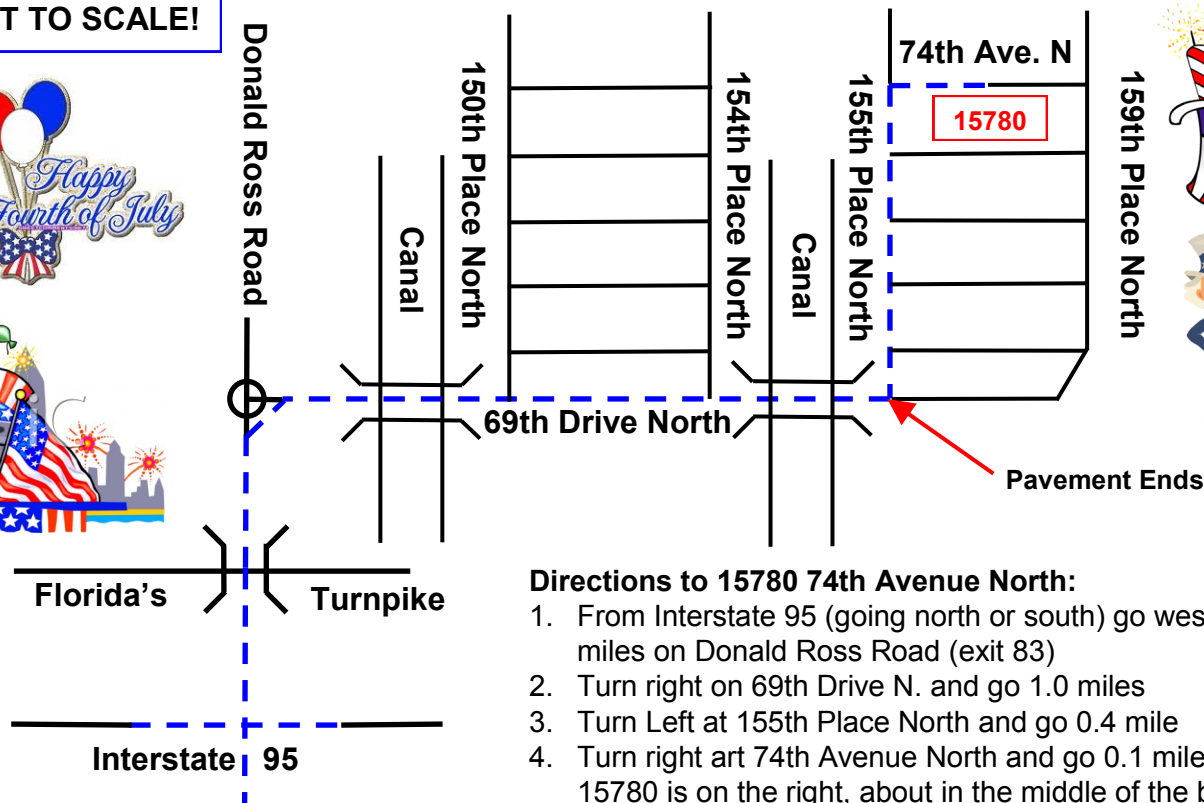 T TO SCALE!
Happy
Fourth of July
Donald Ross Road
Canal
150th Place North
154th Place North
Canal
155th Place North
74th Ave. N
15780
159th Place North
69th Drive North
Pavement Ends
Florida's Turnpike
Interstate 95
Directions to 15780 74th Avenue North:
1. From Interstate 95 (going north or south) go wes
miles on Donald Ross Road (exit 83)
2. Turn right on 69th Drive N. and go 1.0 miles
3. Turn Left at 155th Place North and go 0.4 mile
4. Turn right art 74th Avenue North and go 0.1 mile
15780 is on the right, about in the middle of the b